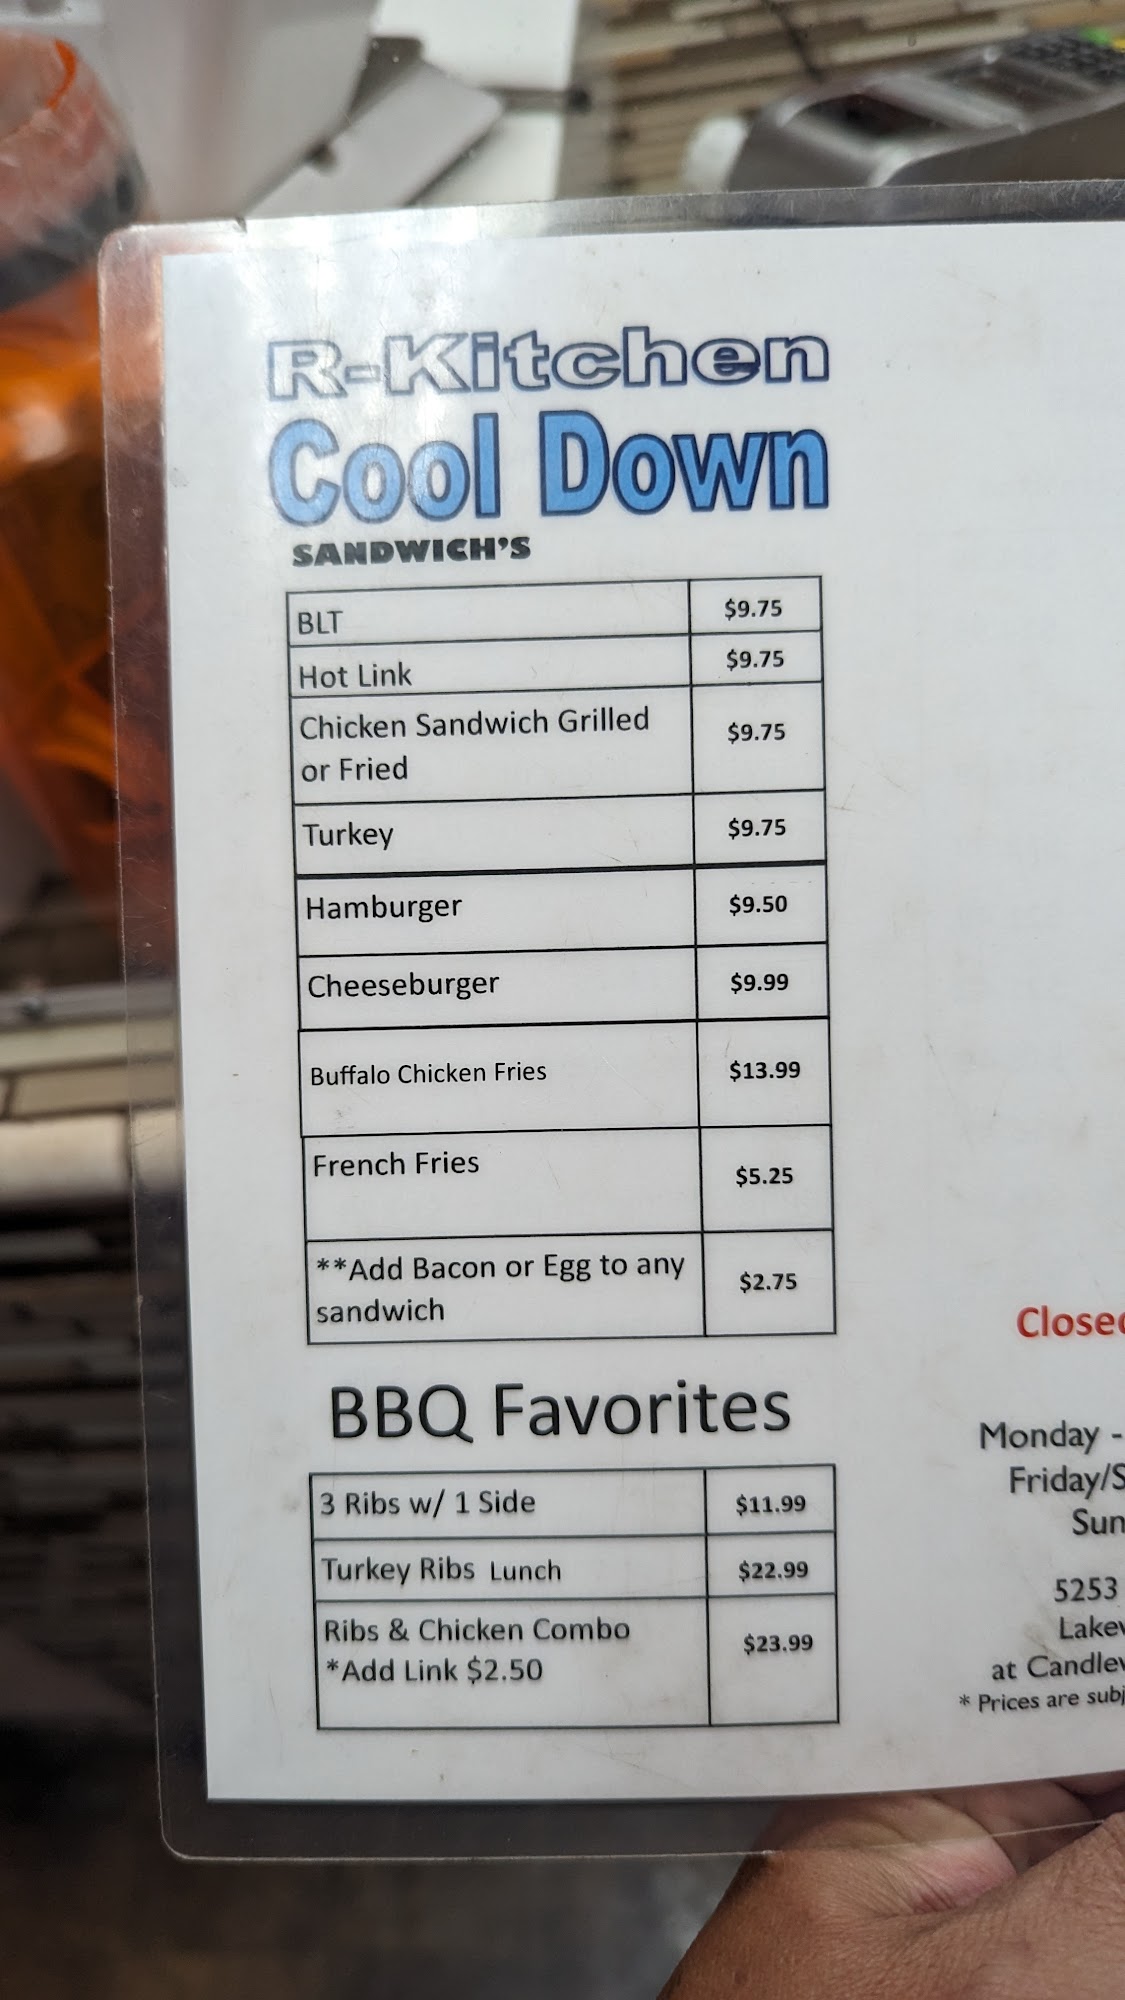 R-Kitchen
Cool Down
SANDWICH'S
BLT $9.75
Hot Link $9.75
Chicken Sandwich Grilled
or Fried $9.75
Turkey $9.75
Hamburger $9.50
Cheeseburger $9.99
Buffalo Chicken Fries $13.99
French Fries $5.25
**Add Bacon or Egg to any
sandwich $2.75
BBQ Favorites
3 Ribs w/ 1 Side $11.99
Turkey Ribs Lunch $22.99
Ribs & Chicken Combo $23.99
*Add Link $2.50
Monday -
5253
at
* Prices are